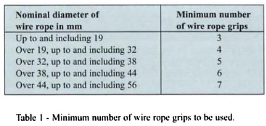 Nominal diameter of Minimum number
wire rope in mm of wire rope grips
Up to and including 19 3
Over 19, up to and including 32 4
Over 32, up to and including 38 5
Over 38, up to and including 44 6
Over 44, up to and including 56 7
Table 1 - Minimum number of wire rope grips to be used.